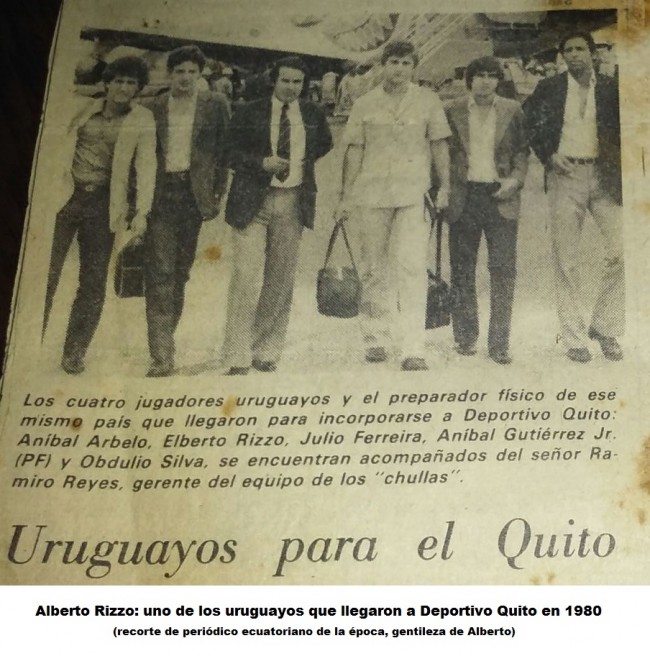 Los cuatro jugadores uruguayos y el preparador físico de ese
mismo país que llegaron para incorporarse a Deportivo Quito:
Aníbal Arbelo, Elberto Rizzo, Julio Ferreira, Aníbal Gutiérrez Jr.
(PF) y Obdulio Silva, se encuentran acompañados del señor Ra-
miro Reyes, gerente del equipo de los "chullas".
Uruguayos para el Quito
Alberto Rizzo: uno de los uruguayos que llegaron a Deportivo Quito en 1980
(recorte de periódico ecuatoriano de la época, gentileza de Alberto)